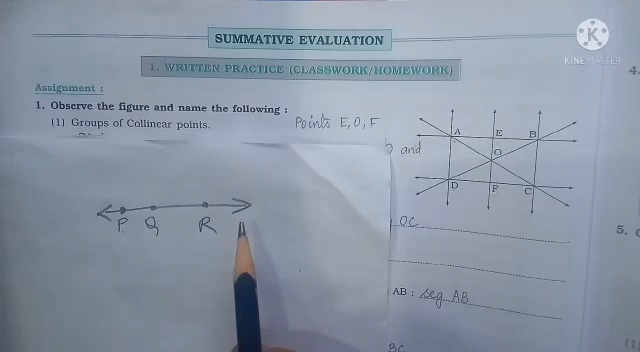 SUMMATIVE EVALUATION
KINEMASTER
1. WRITTEN PRACTICE (CLASSWORK/HOMEWORK)
4.
Assignment :
1. Observe the figure and name the following :
(1) Groups of Collinear points.
Points E, O, F
A E B
O
and
D F C
P Q R
OC
5.
AB : seg AB
BC